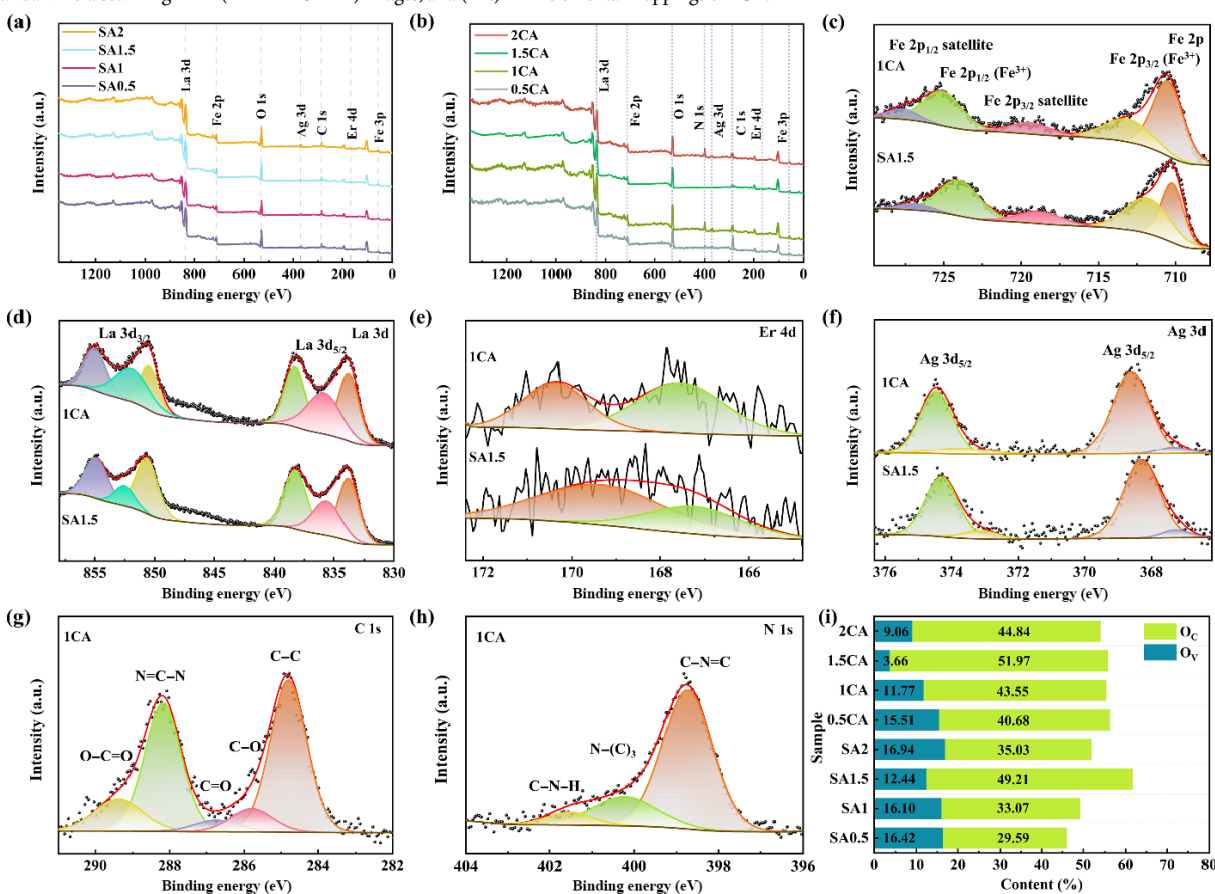 (a)
SA2
SA1.5
SA1
SA0.5
La 3d
Fe 2p
O 1s
Ag 3d
C 1s
Er 4d
Fe 3p
Intensity (a.u.)
1200 1000 800 600 400 200 0
Binding energy (eV)
(b)
2CA
1.5CA
1CA
0.5CA
La 3d
Fe 2p
O 1s
N 1s
Ag 3d
C 1s
Er 4d
Fe 3p
Intensity (a.u.)
1200 1000 800 600 400 200 0
Binding energy (eV)
(c)
Fe 2p
Fe 2p1/2 satellite
1CA
Fe 2p1/2 (Fe3+)
Fe 2p3/2 (Fe3+)
Fe 2p3/2 satellite
SA1.5
Intensity (a.u.)
725 720 715 710
Binding energy (eV)
(d)
La 3d3/2
La 3d
La 3d5/2
1CA
SA1.5
Intensity (a.u.)
855 850 845 840 835 830
Binding energy (eV)
(e)
Er 4d
1CA
SA1.5
Intensity (a.u.)
172 170 168 166
Binding energy (eV)
(f)
Ag 3d
Ag 3d5/2
Ag 3d5/2
1CA
SA1.5
Intensity (a.u.)
376 374 372 370 368 366
Binding energy (eV)
(g)
1CA
C 1s
C–C
N=C–N
O–C=O
C–O
C=O
Intensity (a.u.)
290 288 286 284 282
Binding energy (eV)
(h)
1CA
N 1s
C–N=C
N–(C)3
C–N–H
Intensity (a.u.)
404 402 400 398 396
Binding energy (eV)
(i)
OC
OV
2CA 9.06 44.84
1.5CA 3.66 51.97
1CA 11.77 43.55
0.5CA 15.51 40.68
SA2 16.94 35.03
SA1.5 12.44 49.21
SA1 16.10 33.07
SA0.5 16.42 29.59
Sample
0 10 20 30 40 50 60 70 80
Content (%)